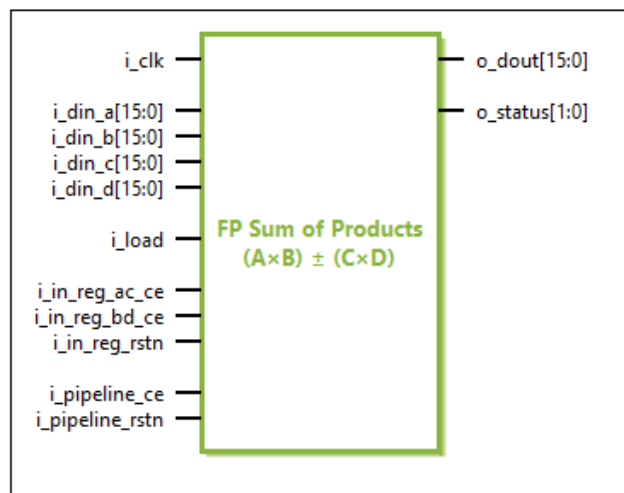 i_clk
i_din_a[15:0]
i_din_b[15:0]
i_din_c[15:0]
i_din_d[15:0]
i_load
i_in_reg_ac_ce
i_in_reg_bd_ce
i_in_reg_rstn
i_pipeline_ce
i_pipeline_rstn
FP Sum of Products
(A×B) ± (C×D)
o_dout[15:0]
o_status[1:0]